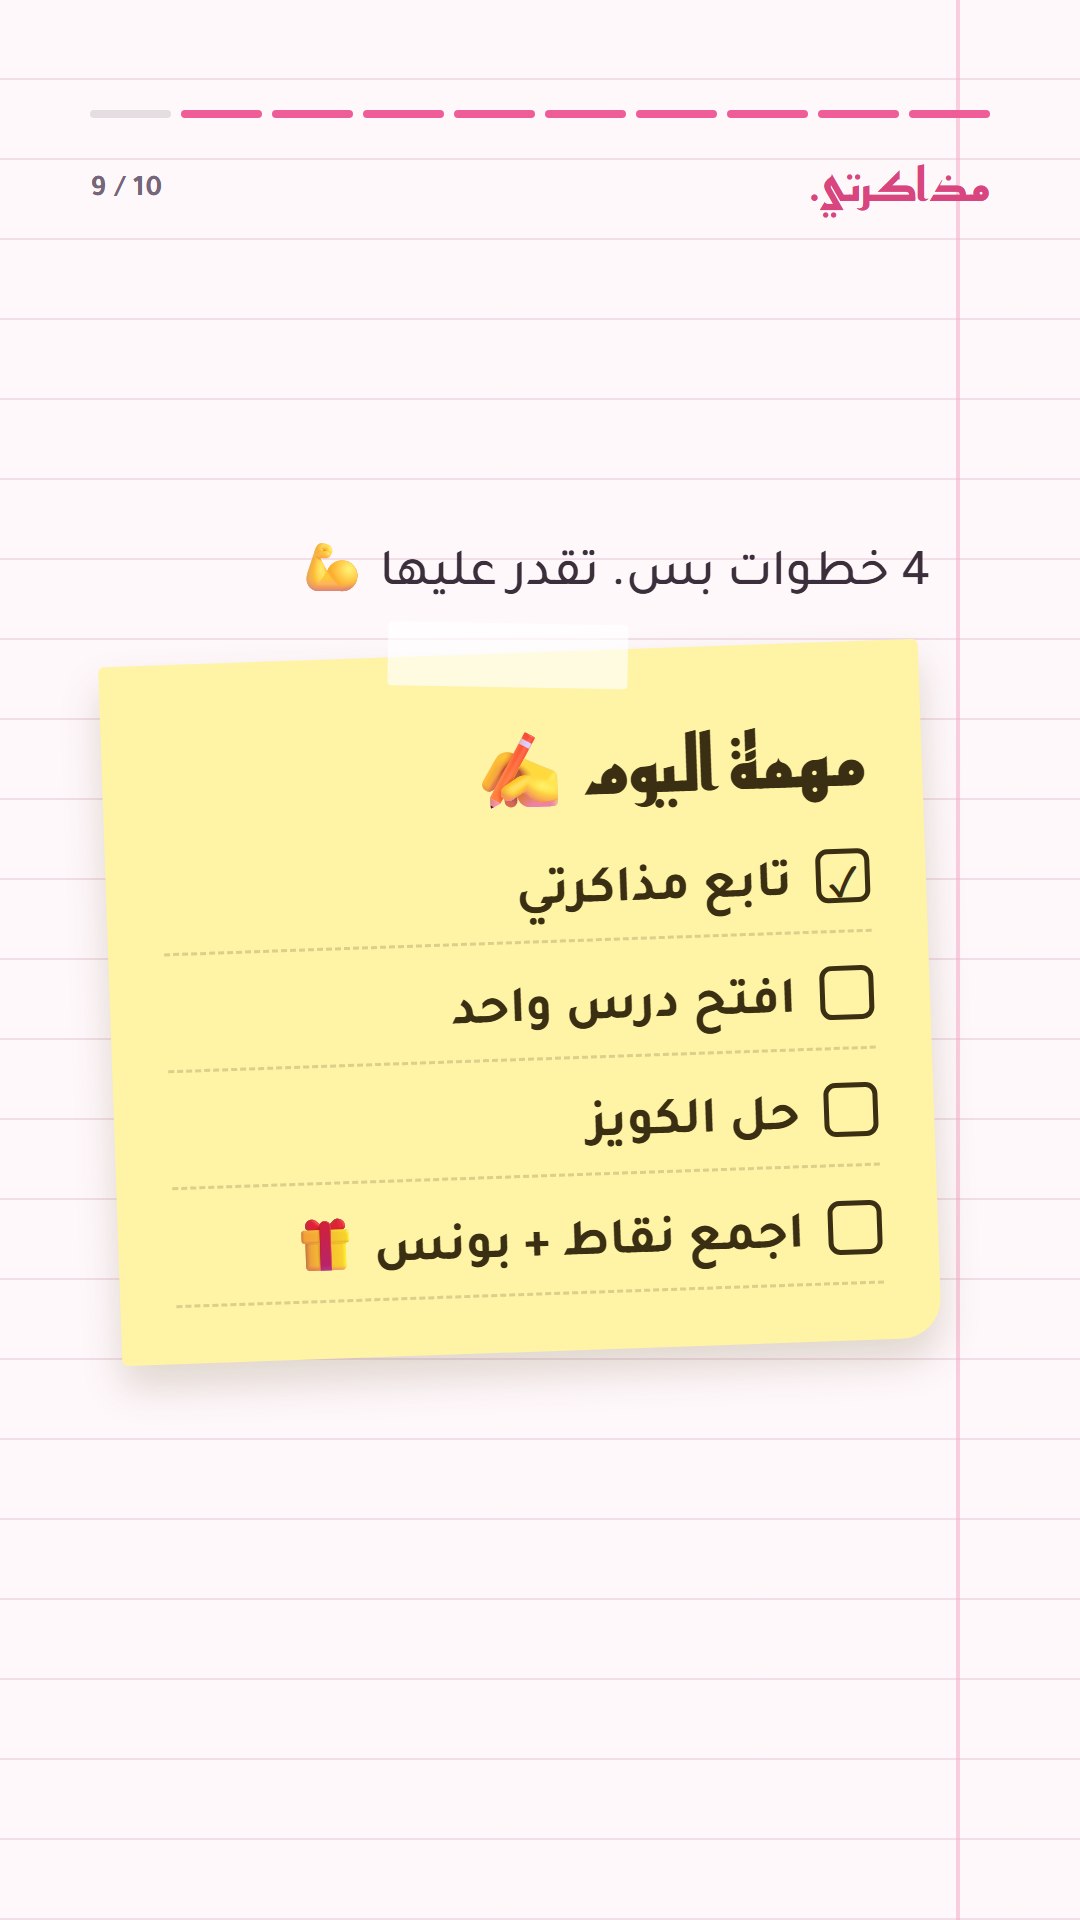 مذاكرتي.
9 / 10
4 خطوات بس. تقدر عليها 💪
مهمة اليوم ✍️
✓ تابع مذاكرتي
افتح درس واحد
حل الكويز
اجمع نقاط + بونس 🎁